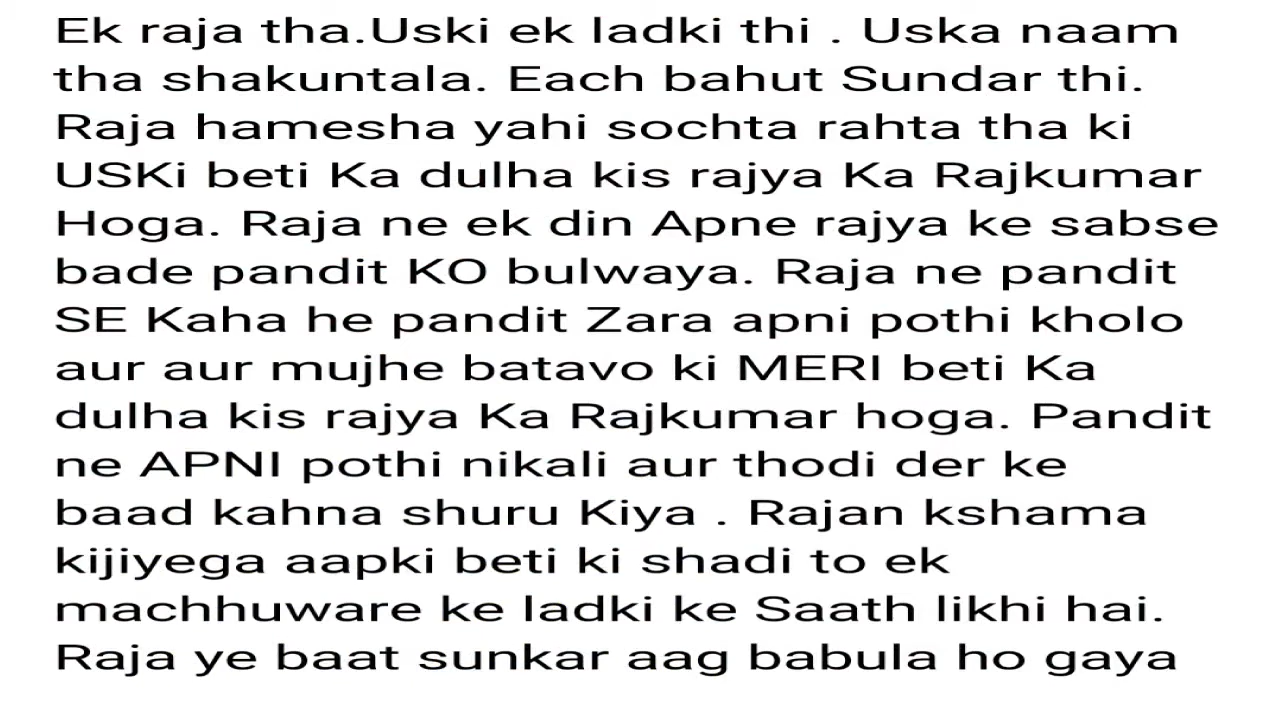 Ek raja tha.Uski ek ladki thi . Uska naam
tha shakuntala. Each bahut Sundar thi.
Raja hamesha yahi sochta rahta tha ki
USKi beti Ka dulha kis rajya Ka Rajkumar
Hoga. Raja ne ek din Apne rajya ke sabse
bade pandit KO bulwaya. Raja ne pandit
SE Kaha he pandit Zara apni pothi kholo
aur aur mujhe batavo ki MERI beti Ka
dulha kis rajya Ka Rajkumar hoga. Pandit
ne APNI pothi nikali aur thodi der ke
baad kahna shuru Kiya . Rajan kshama
kijiyega aapki beti ki shadi to ek
machhuware ke ladki ke Saath likhi hai.
Raja ye baat sunkar aag babula ho gaya